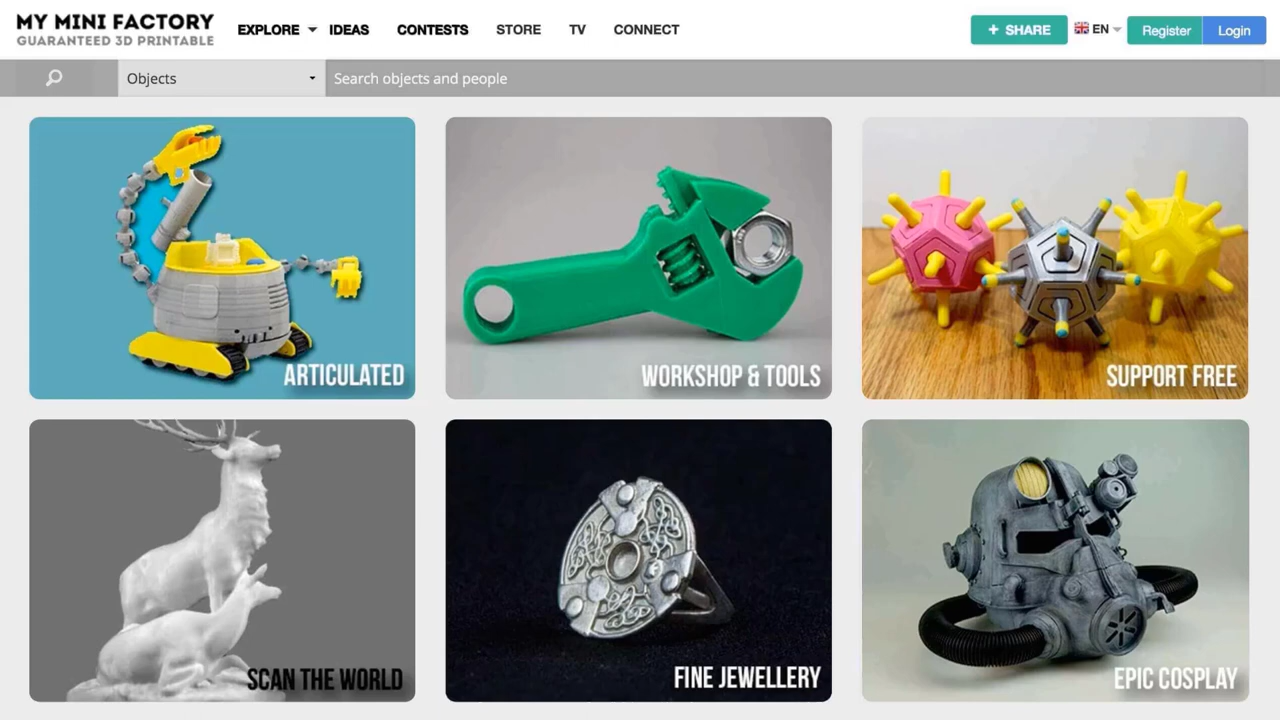 MY MINI FACTORY
GUARANTEED 3D PRINTABLE
EXPLORE
IDEAS
CONTESTS
STORE
TV
CONNECT
+ SHARE
EN
Register
Login
Objects
Search objects and people
ARTICULATED
WORKSHOP & TOOLS
SUPPORT FREE
SCAN THE WORLD
FINE JEWELLERY
EPIC COSPLAY